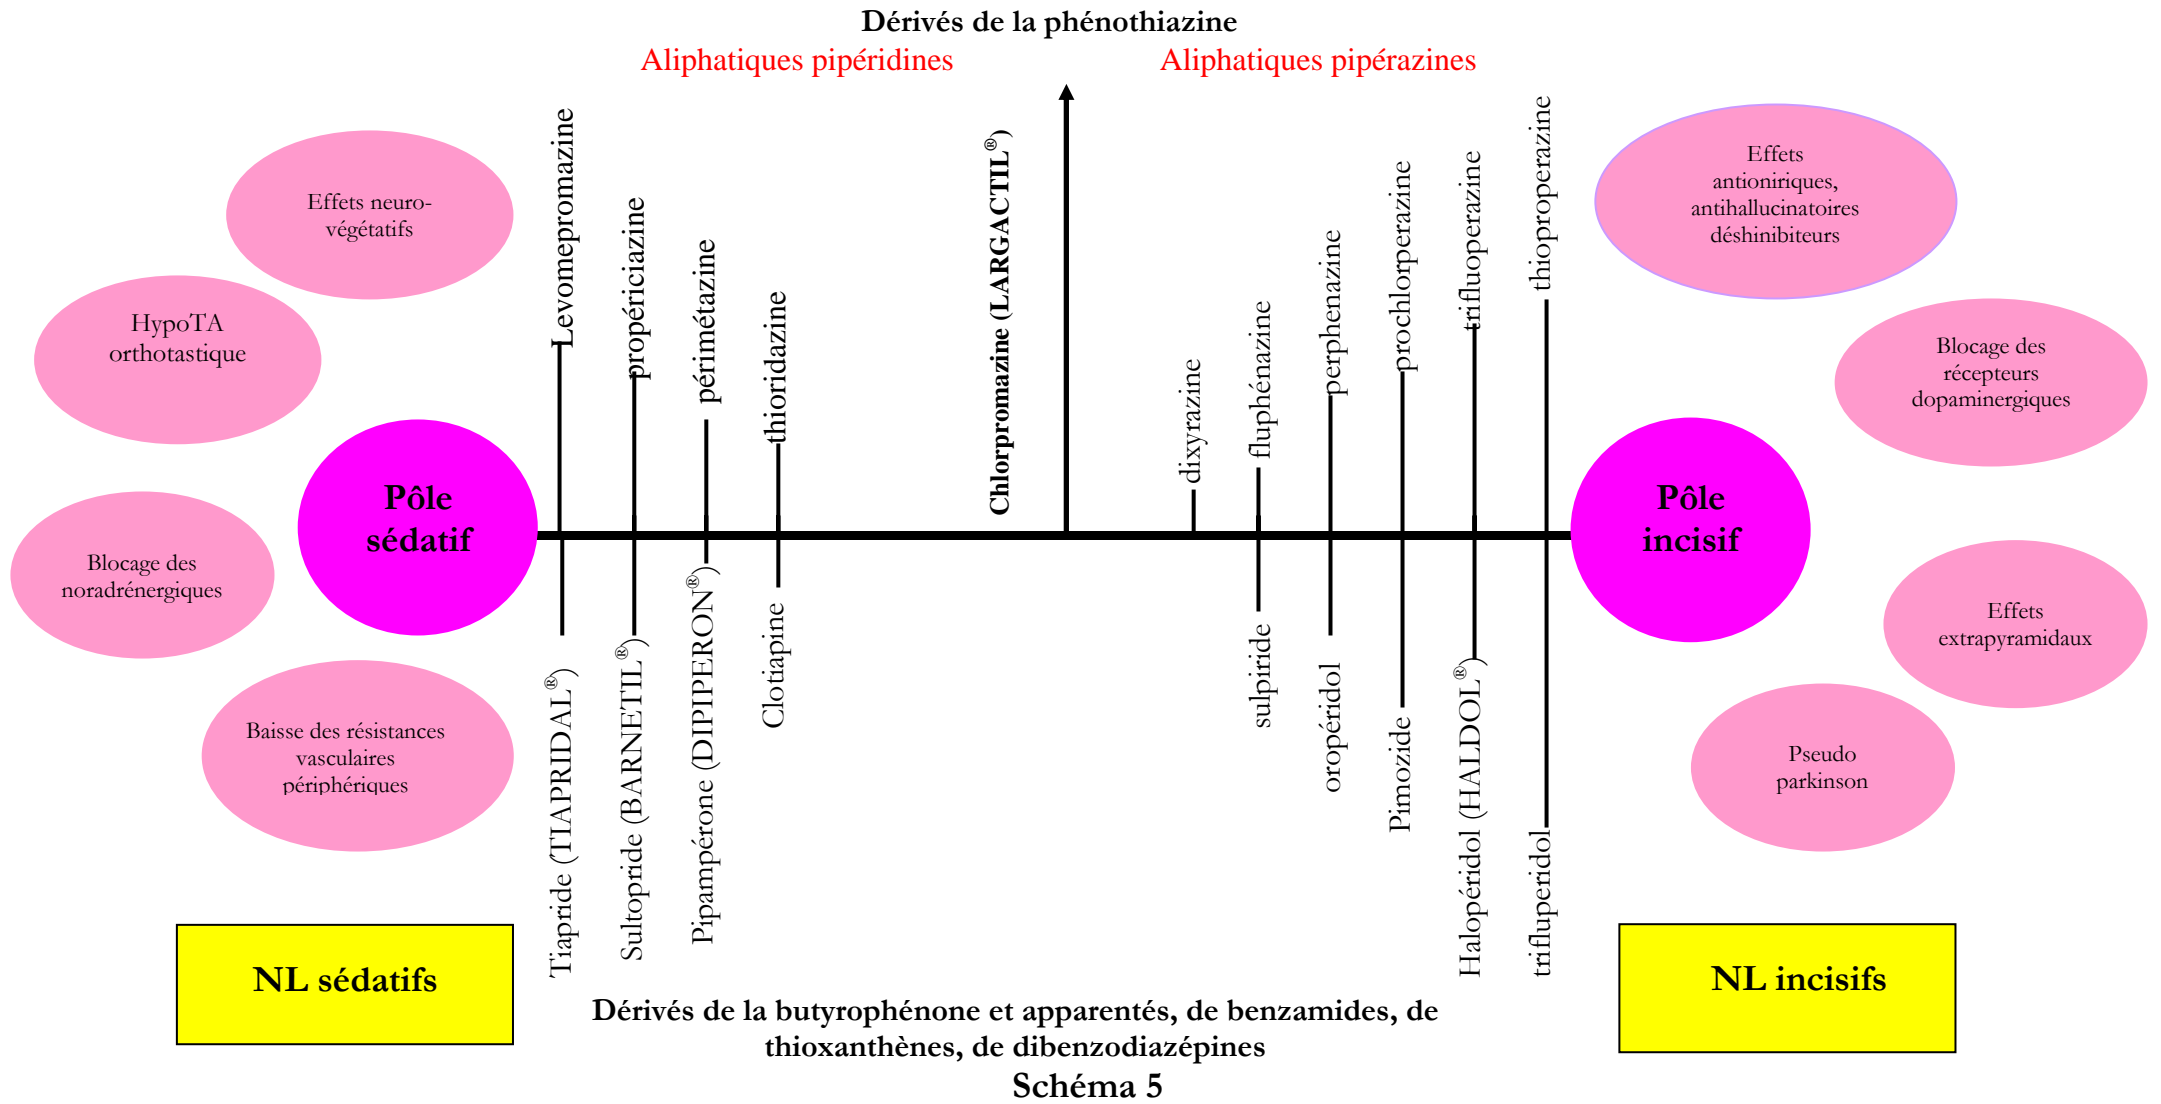 Dérivés de la phénothiazine
Aliphatiques pipéridines
Aliphatiques pipérazines
Levomepromazine
propériciazine
périmétazine
thioridazine
Chlorpromazine (LARGACTIL®)
dixyrazine
fluphénazine
perphenazine
prochlorperazine
trifluoperazine
thioproperazine
Effets neuro-
végétatifs
HypoTA
orthotastique
Blocage des
noradrénergiques
Baisse des résistances
vasculaires
périphériques
Pôle
sédatif
Pôle
incisif
Effets
antioniriques,
antihallucinatoires
déshinibiteurs
Blocage des
récepteurs
dopaminergiques
Effets
extrapyramidaux
Pseudo
parkinson
Tiapride (TIAPRIDAL®)
Sultopride (BARNETIL®)
Pipampérone (DIPIPERON®)
Clotiapine
sulpiride
oropéridol
Pimozide
Halopéridol (HALDOL®)
trifluperidol
NL sédatifs
NL incisifs
Dérivés de la butyrophénone et apparentés, de benzamides, de
thioxanthènes, de dibenzodiazépines
Schéma 5